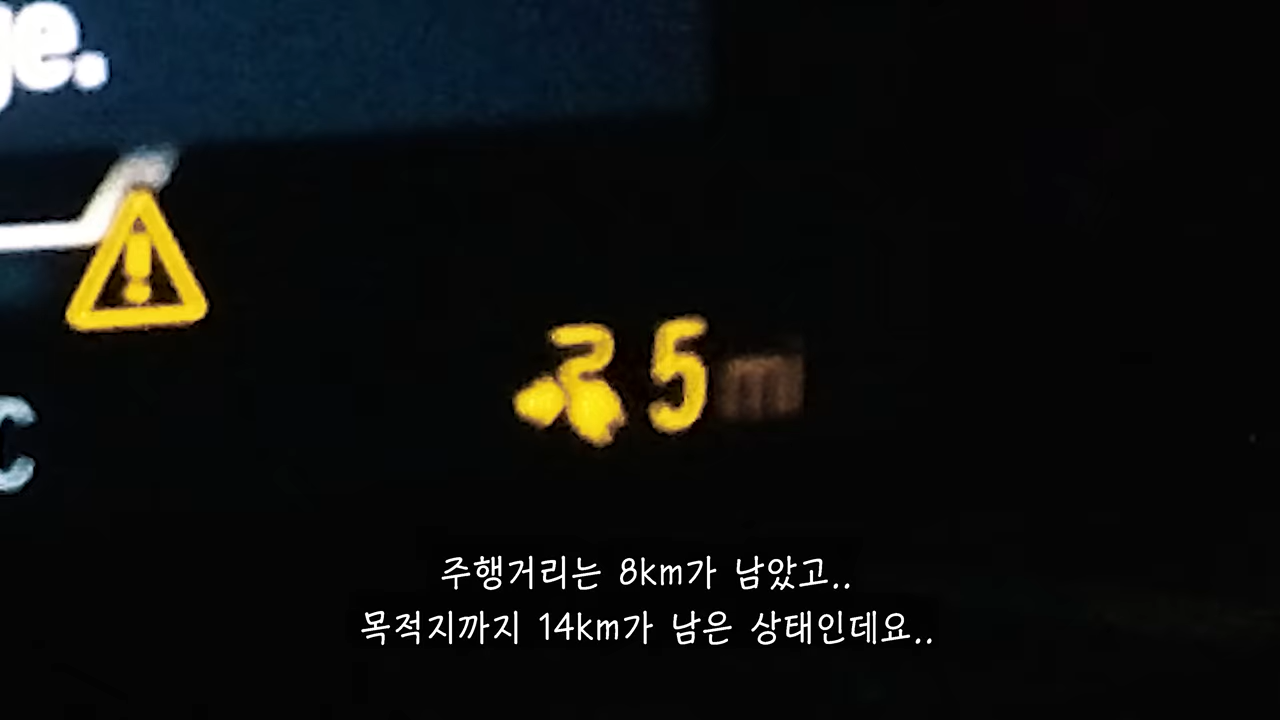 ge.
C
주행거리는 8km가 남았고..
목적지까지 14km가 남은 상태인데요..